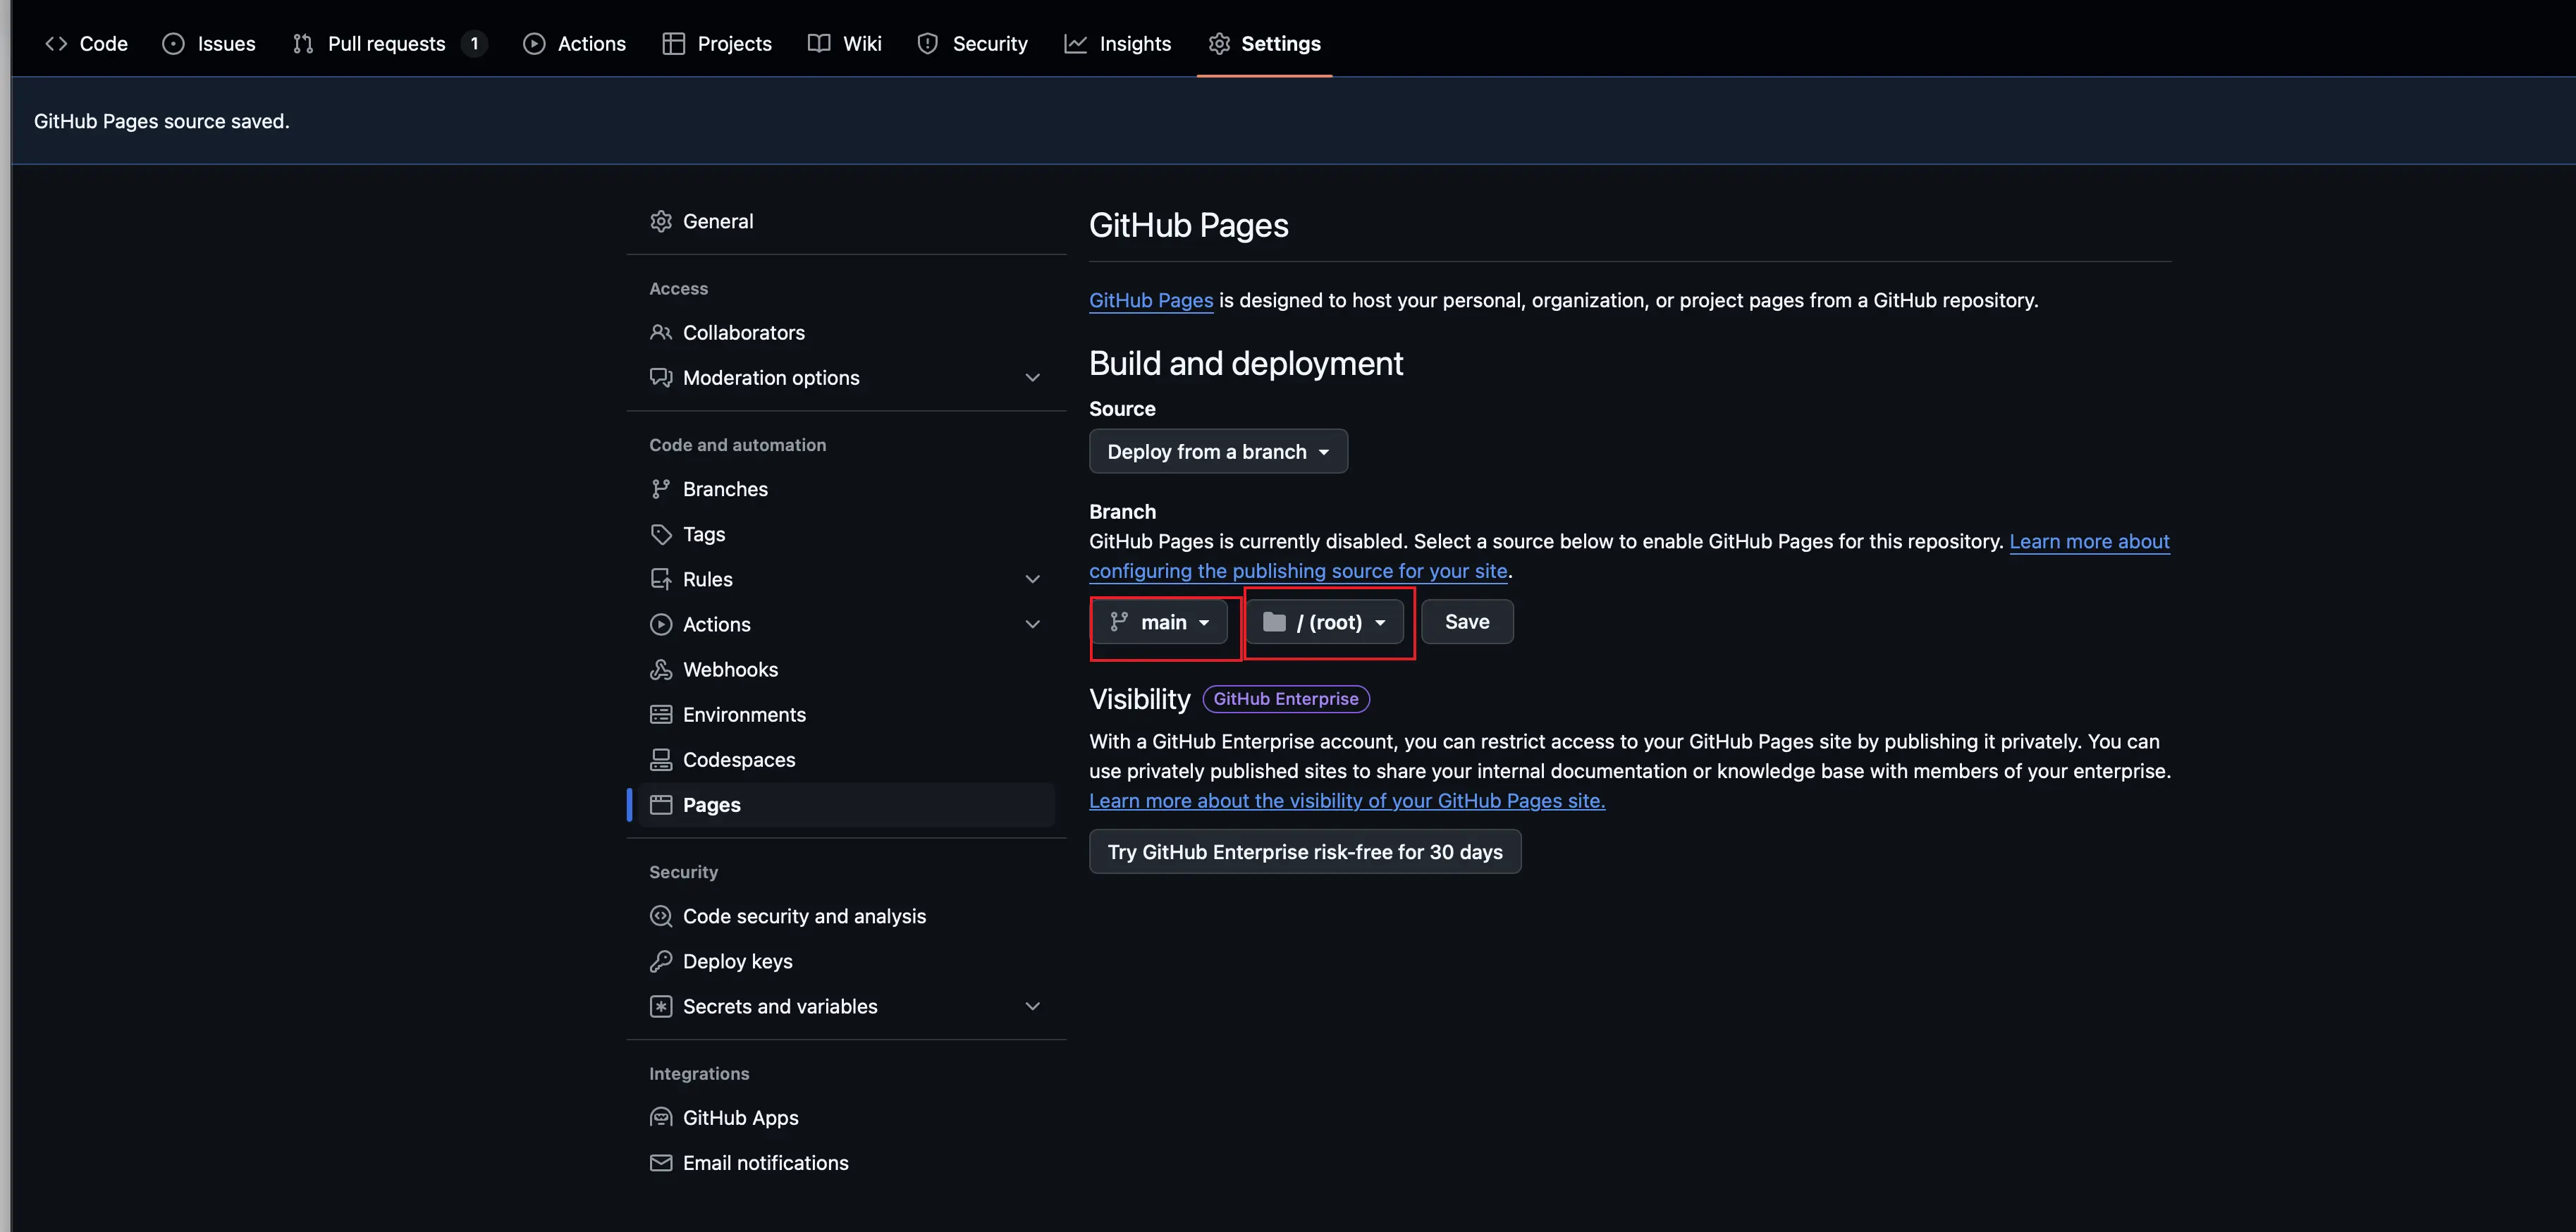 Code Issues Pull requests 1 Actions Projects Wiki Security Insights Settings
GitHub Pages source saved.
General
Access
Collaborators
Moderation options
Code and automation
Branches
Tags
Rules
Actions
Webhooks
Environments
Codespaces
Pages
Security
Code security and analysis
Deploy keys
Secrets and variables
Integrations
GitHub Apps
Email notifications
GitHub Pages
GitHub Pages is designed to host your personal, organization, or project pages from a GitHub repository.
Build and deployment
Source
Deploy from a branch
Branch
GitHub Pages is currently disabled. Select a source below to enable GitHub Pages for this repository. Learn more about
configuring the publishing source for your site.
main / (root) Save
Visibility GitHub Enterprise
With a GitHub Enterprise account, you can restrict access to your GitHub Pages site by publishing it privately. You can
use privately published sites to share your internal documentation or knowledge base with members of your enterprise.
Learn more about the visibility of your GitHub Pages site.
Try GitHub Enterprise risk-free for 30 days